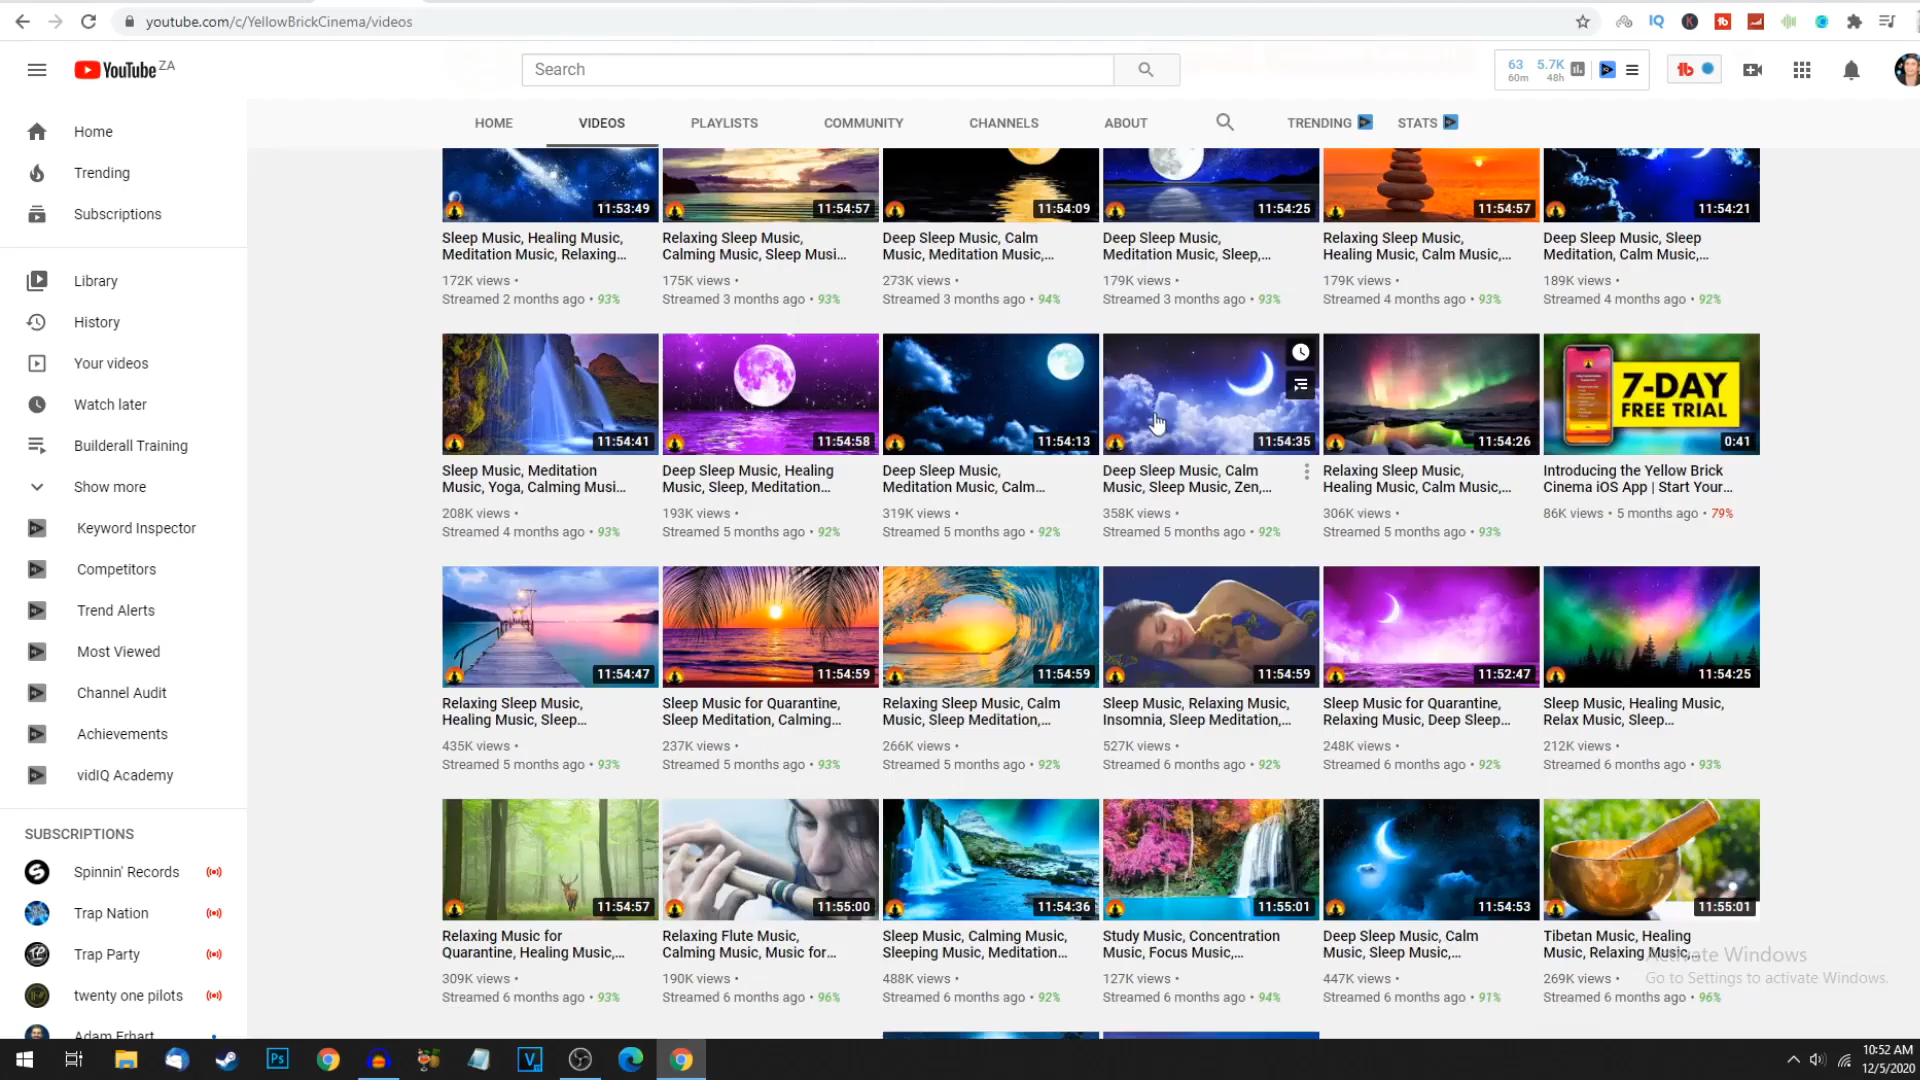 youtube.com/c/YellowBrickCinema/videos
YouTube ZA
Search
63 5.7K
60m 48h
HOME VIDEOS PLAYLISTS COMMUNITY CHANNELS ABOUT TRENDING STATS
Home
Trending
Subscriptions
Library
History
Your videos
Watch later
Builderall Training
Show more
Keyword Inspector
Competitors
Trend Alerts
Most Viewed
Channel Audit
Achievements
vidIQ Academy
SUBSCRIPTIONS
Spinnin' Records
Trap Nation
Trap Party
twenty one pilots
Adam Erhart
11:53:49 11:54:57 11:54:09 11:54:25 11:54:57 11:54:21
Sleep Music, Healing Music, Relaxing Sleep Music, Deep Sleep Music, Calm Deep Sleep Music, Relaxing Sleep Music, Deep Sleep Music, Sleep
Meditation Music, Relaxing... Calming Music, Sleep Musi... Music, Meditation Music,... Meditation Music, Sleep,... Healing Music, Calm Music,... Meditation, Calm Music,...
172K views • 175K views • 273K views • 179K views • 179K views • 189K views •
Streamed 2 months ago • 93% Streamed 3 months ago • 93% Streamed 3 months ago • 94% Streamed 3 months ago • 93% Streamed 4 months ago • 93% Streamed 4 months ago • 92%
7-DAY
FREE TRIAL
11:54:41 11:54:58 11:54:13 11:54:35 11:54:26 0:41
Sleep Music, Meditation Deep Sleep Music, Healing Deep Sleep Music, Deep Sleep Music, Calm Relaxing Sleep Music, Introducing the Yellow Brick
Music, Yoga, Calming Musi... Music, Sleep, Meditation... Meditation Music, Calm... Music, Sleep Music, Zen,... Healing Music, Calm Music,... Cinema iOS App | Start Your...
208K views • 193K views • 319K views • 358K views • 306K views • 86K views • 5 months ago • 79%
Streamed 4 months ago • 93% Streamed 5 months ago • 92% Streamed 5 months ago • 92% Streamed 5 months ago • 92% Streamed 5 months ago • 93%
11:54:47 11:54:59 11:54:59 11:54:59 11:52:47 11:54:25
Relaxing Sleep Music, Sleep Music for Quarantine, Relaxing Sleep Music, Calm Sleep Music, Relaxing Music, Sleep Music for Quarantine, Sleep Music, Healing Music,
Healing Music, Sleep... Sleep Meditation, Calming... Music, Sleep Meditation,... Insomnia, Sleep Meditation,... Relaxing Music, Deep Sleep... Relax Music, Sleep...
435K views • 237K views • 266K views • 527K views • 248K views • 212K views •
Streamed 5 months ago • 93% Streamed 5 months ago • 93% Streamed 5 months ago • 92% Streamed 6 months ago • 92% Streamed 6 months ago • 92% Streamed 6 months ago • 93%
11:54:57 11:55:00 11:54:36 11:55:01 11:54:53 11:55:01
Relaxing Music for Relaxing Flute Music, Sleep Music, Calming Music, Study Music, Concentration Deep Sleep Music, Calm Tibetan Music, Healing
Quarantine, Healing Music,... Calming Music, Music for... Sleeping Music, Meditation... Music, Focus Music,... Music, Sleep Music,... Music, Relaxing Music,...
309K views • 190K views • 488K views • 127K views • 447K views • 269K views •
Streamed 6 months ago • 93% Streamed 6 months ago • 96% Streamed 6 months ago • 92% Streamed 6 months ago • 94% Streamed 6 months ago • 91% Streamed 6 months ago • 96%
Activate Windows
Go to Settings to activate Windows.
10:52 AM
12/5/2020